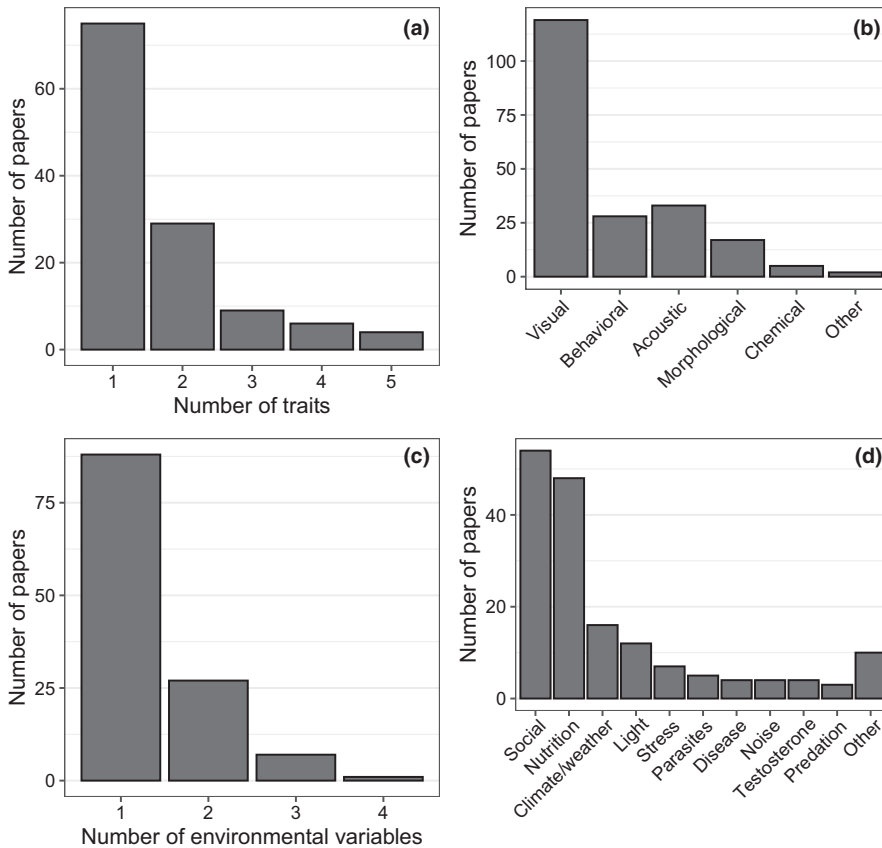 (a)
Number of papers
60
40
20
0
1 2 3 4 5
Number of traits
(b)
Number of papers
100
75
50
25
0
Visual
Behavioral
Acoustic
Morphological
Chemical
Other
(c)
Number of papers
75
50
25
0
1 2 3 4
Number of environmental variables
(d)
Number of papers
40
20
0
Social
Nutrition
Climate/weather
Light
Stress
Parasites
Disease
Noise
Testosterone
Predation
Other